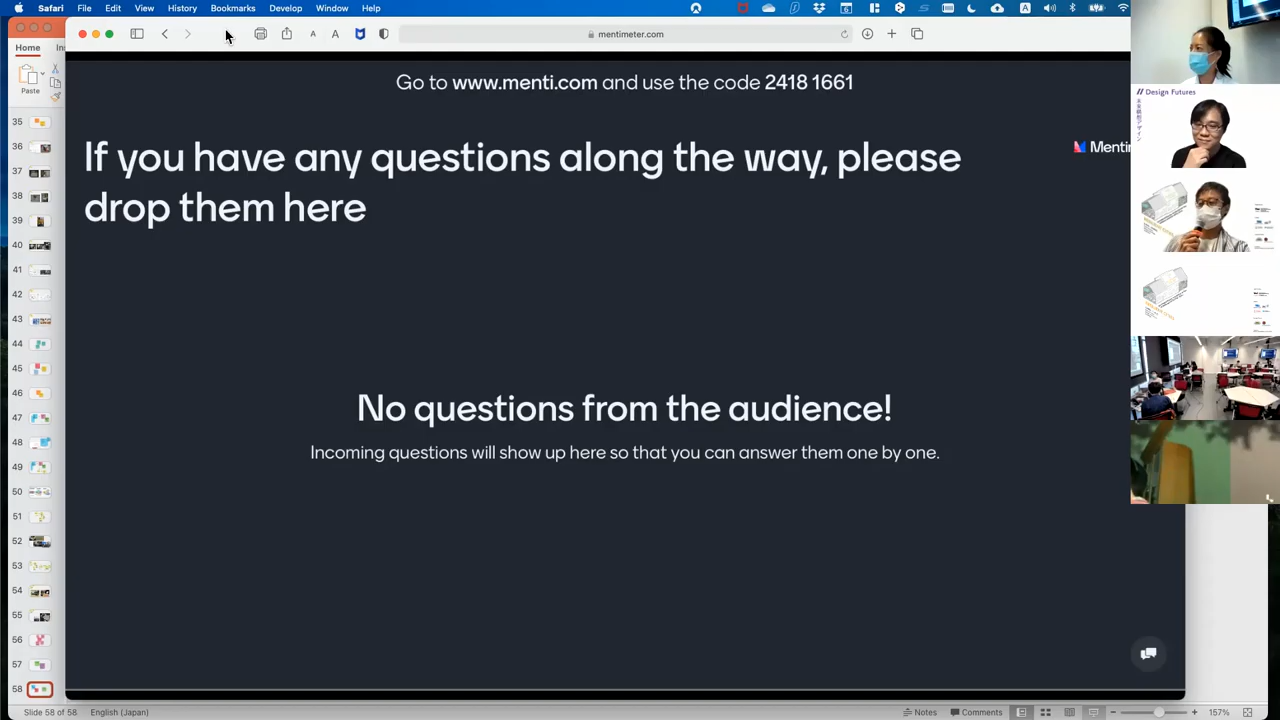 Safari File Edit View History Bookmarks Develop Window Help
A
Home
Paste
A A
mentimeter.com
Go to www.menti.com and use the code 2418 1661
If you have any questions along the way, please
drop them here
No questions from the audience!
Incoming questions will show up here so that you can answer them one by one.
Design Futures
35
36
37
38
39
40
41
42
43
44
45
46
47
48
49
50
51
52
53
54
55
56
57
58
Slide 58 of 58 English (Japan)
Notes Comments 157%